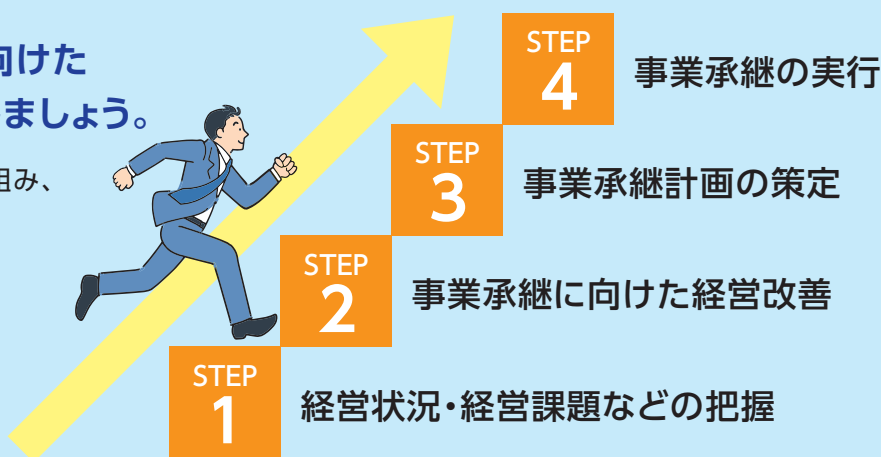 向けた
ましょう。
組み、
STEP
4
事業承継の実行
STEP
3
事業承継計画の策定
STEP
2
事業承継に向けた経営改善
STEP
1
経営状況・経営課題などの把握